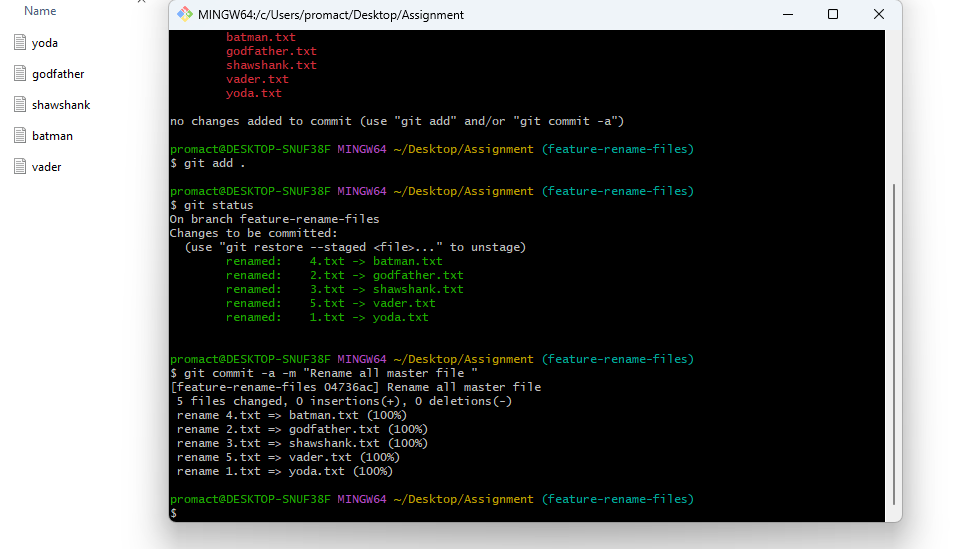 Name
yoda
godfather
shawshank
batman
vader
MINGW64:/c/Users/promact/Desktop/Assignment
batman.txt
godfather.txt
shawshank.txt
vader.txt
yoda.txt
no changes added to commit (use "git add" and/or "git commit -a")
promact@DESKTOP-SNUF38F MINGW64 ~/Desktop/Assignment (feature-rename-files)
$ git add .
promact@DESKTOP-SNUF38F MINGW64 ~/Desktop/Assignment (feature-rename-files)
$ git status
On branch feature-rename-files
Changes to be committed:
(use "git restore --staged <file>..." to unstage)
renamed: 4.txt -> batman.txt
renamed: 2.txt -> godfather.txt
renamed: 3.txt -> shawshank.txt
renamed: 5.txt -> vader.txt
renamed: 1.txt -> yoda.txt
promact@DESKTOP-SNUF38F MINGW64 ~/Desktop/Assignment (feature-rename-files)
$ git commit -a -m "Rename all master file "
[feature-rename-files 04736ac] Rename all master file
5 files changed, 0 insertions(+), 0 deletions(-)
rename 4.txt => batman.txt (100%)
rename 2.txt => godfather.txt (100%)
rename 3.txt => shawshank.txt (100%)
rename 5.txt => vader.txt (100%)
rename 1.txt => yoda.txt (100%)
promact@DESKTOP-SNUF38F MINGW64 ~/Desktop/Assignment (feature-rename-files)
$